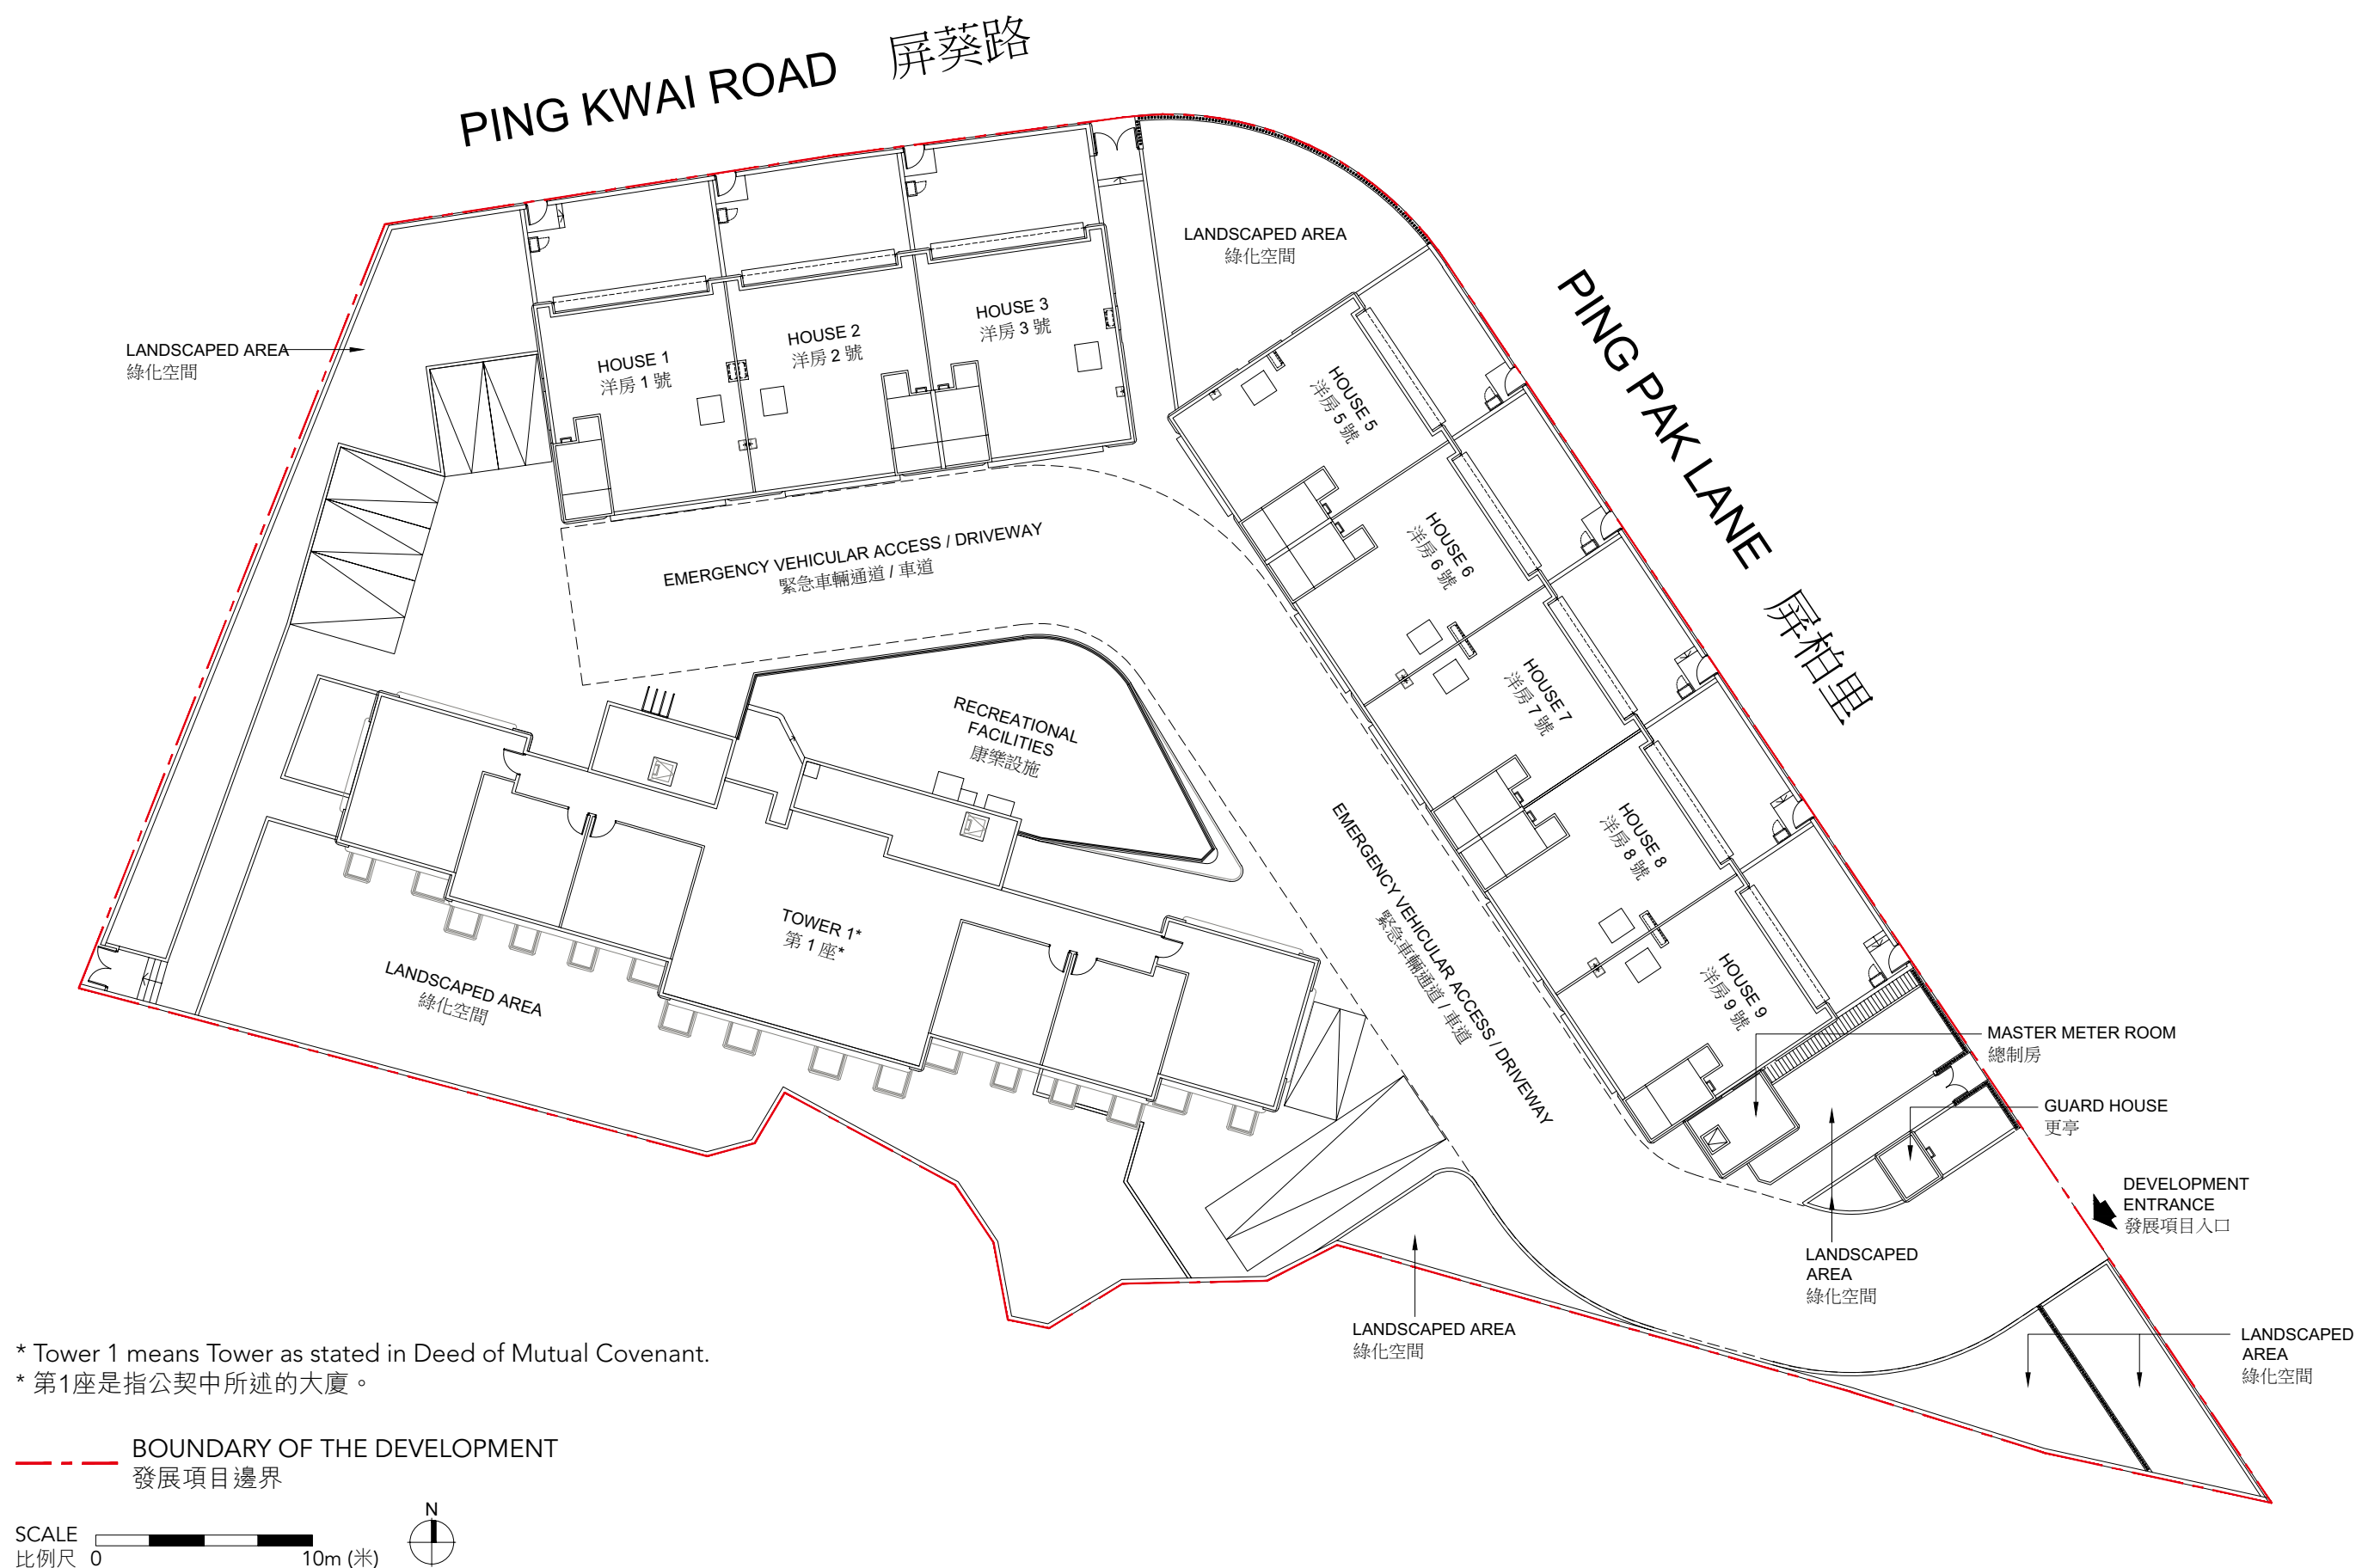 PING KWAI ROAD 屏葵路
LANDSCAPED AREA
綠化空間
LANDSCAPED AREA
綠化空間
HOUSE 1
洋房 1 號
HOUSE 2
洋房 2 號
HOUSE 3
洋房 3 號
HOUSE 5
洋房 5 號
HOUSE 6
洋房 6 號
HOUSE 7
洋房 7 號
HOUSE 8
洋房 8 號
HOUSE 9
洋房 9 號
PING PAK LANE 屏柏里
EMERGENCY VEHICULAR ACCESS / DRIVEWAY
緊急車輛通道 / 車道
RECREATIONAL
FACILITIES
康樂設施
EMERGENCY VEHICULAR ACCESS / DRIVEWAY
緊急車輛通道 / 車道
TOWER 1*
第 1 座*
LANDSCAPED AREA
綠化空間
MASTER METER ROOM
總制房
GUARD HOUSE
更亭
DEVELOPMENT
ENTRANCE
發展項目入口
LANDSCAPED
AREA
綠化空間
LANDSCAPED AREA
綠化空間
LANDSCAPED
AREA
綠化空間
* Tower 1 means Tower as stated in Deed of Mutual Covenant.
* 第1座是指公契中所述的大廈。
BOUNDARY OF THE DEVELOPMENT
發展項目邊界
N
SCALE
比例尺 0 10m (米)